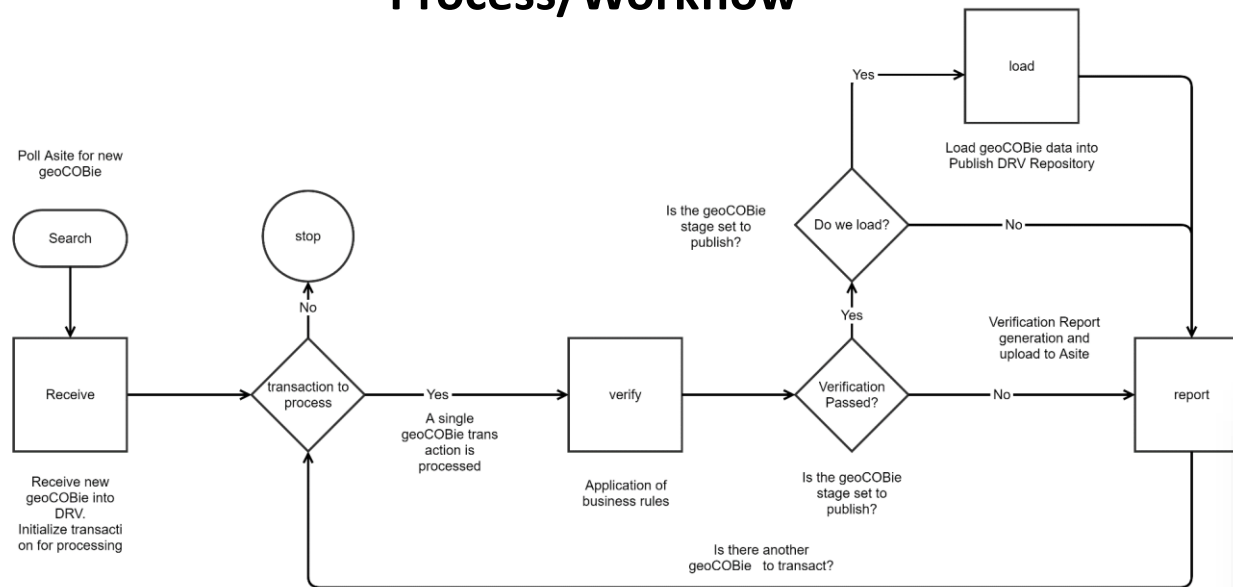 Process/Workflow
Yes
load
Load geoCOBie data into
Publish DRV Repository
Poll Asite for new
geoCOBie
Search
stop
Is the geoCOBie
stage set to
publish?
Do we load?
No
No
Yes
Verification Report
generation and
upload to Asite
Receive
transaction to
process
Yes
A single
geoCOBie trans
action is
processed
verify
Verification
Passed?
No
report
Receive new
geoCOBie into
DRV.
Initialize transacti
on for processing
Application of
business rules
Is the geoCOBie
stage set to
publish?
Is there another
geoCOBie to transact?